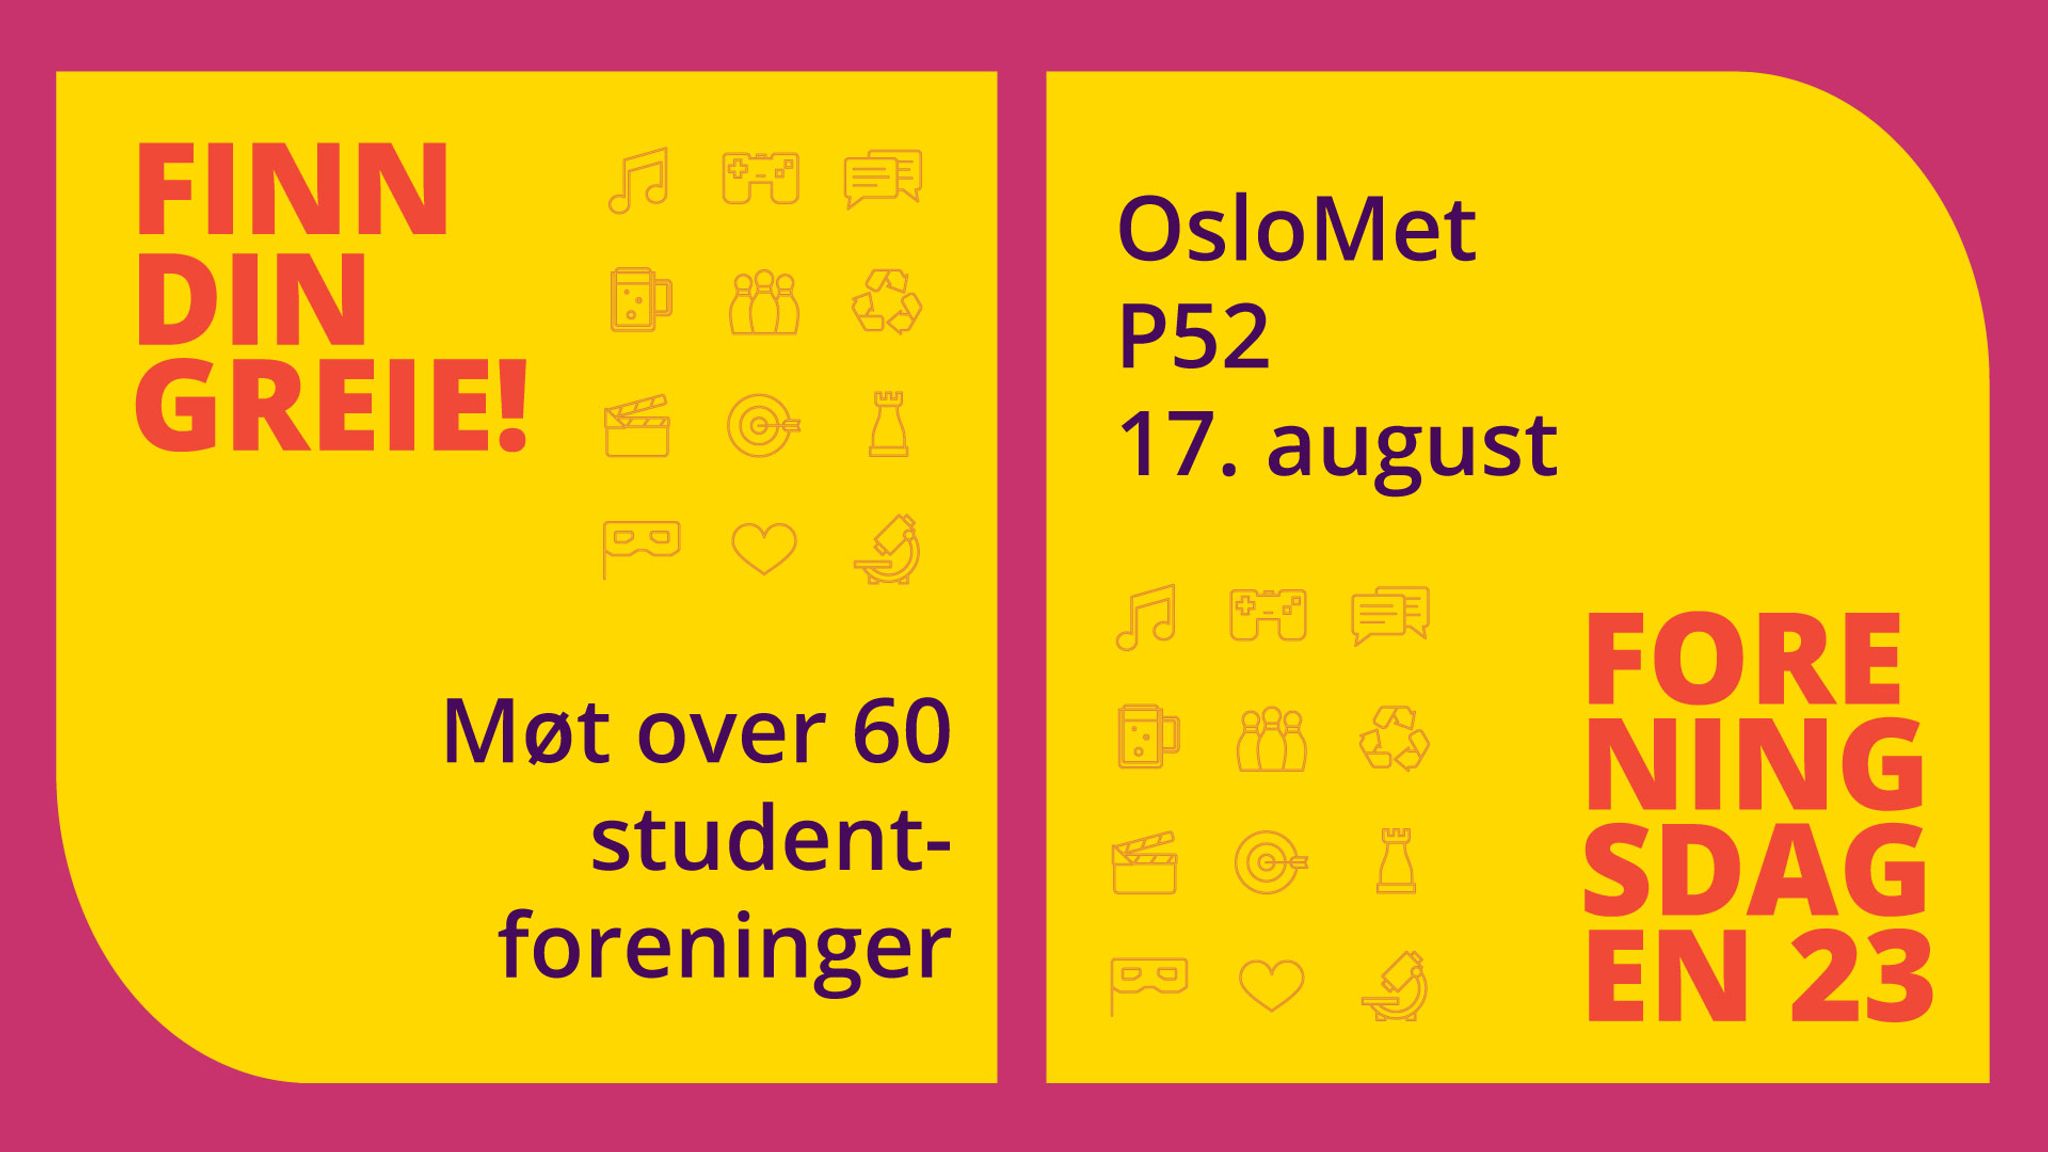 FINN
DIN
GREIE!
Møt over 60
student-
foreninger
OsloMet
P52
17. august
FORE
NING
SDAG
EN 23